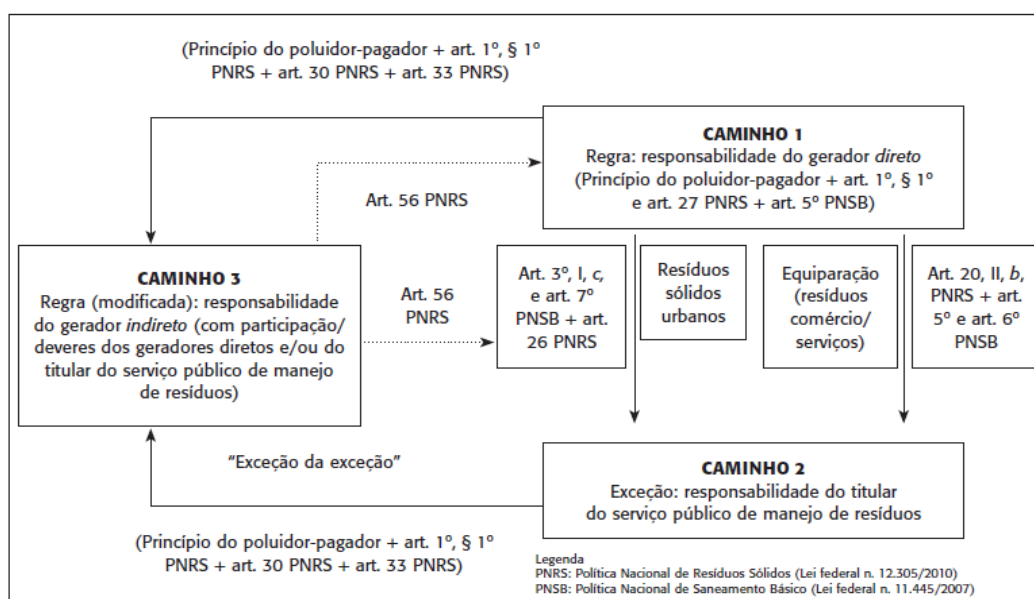 (Princípio do poluidor-pagador + art. 1º, § 1º
PNRS + art. 30 PNRS + art. 33 PNRS)
CAMINHO 1
Regra: responsabilidade do gerador direto
(Princípio do poluidor-pagador + art. 1º, § 1º
e art. 27 PNRS + art. 5º PNSB)
Art. 56 PNRS
CAMINHO 3
Regra (modificada): responsabilidade
do gerador indireto (com participação/
deveres dos geradores diretos e/ou do
titular do serviço público de manejo
de resíduos)
Art. 56
PNRS
Art. 3º, I, c,
e art. 7º
PNSB + art.
26 PNRS
Resíduos
sólidos
urbanos
Equiparação
(resíduos
comércio/
serviços)
Art. 20, II, b,
PNRS + art.
5º e art. 6º
PNSB
“Exceção da exceção”
CAMINHO 2
Exceção: responsabilidade do titular
do serviço público de manejo de resíduos
(Princípio do poluidor-pagador + art. 1º, § 1º
PNRS + art. 30 PNRS + art. 33 PNRS)
Legenda
PNRS: Política Nacional de Resíduos Sólidos (Lei federal n. 12.305/2010)
PNSB: Política Nacional de Saneamento Básico (Lei federal n. 11.445/2007)